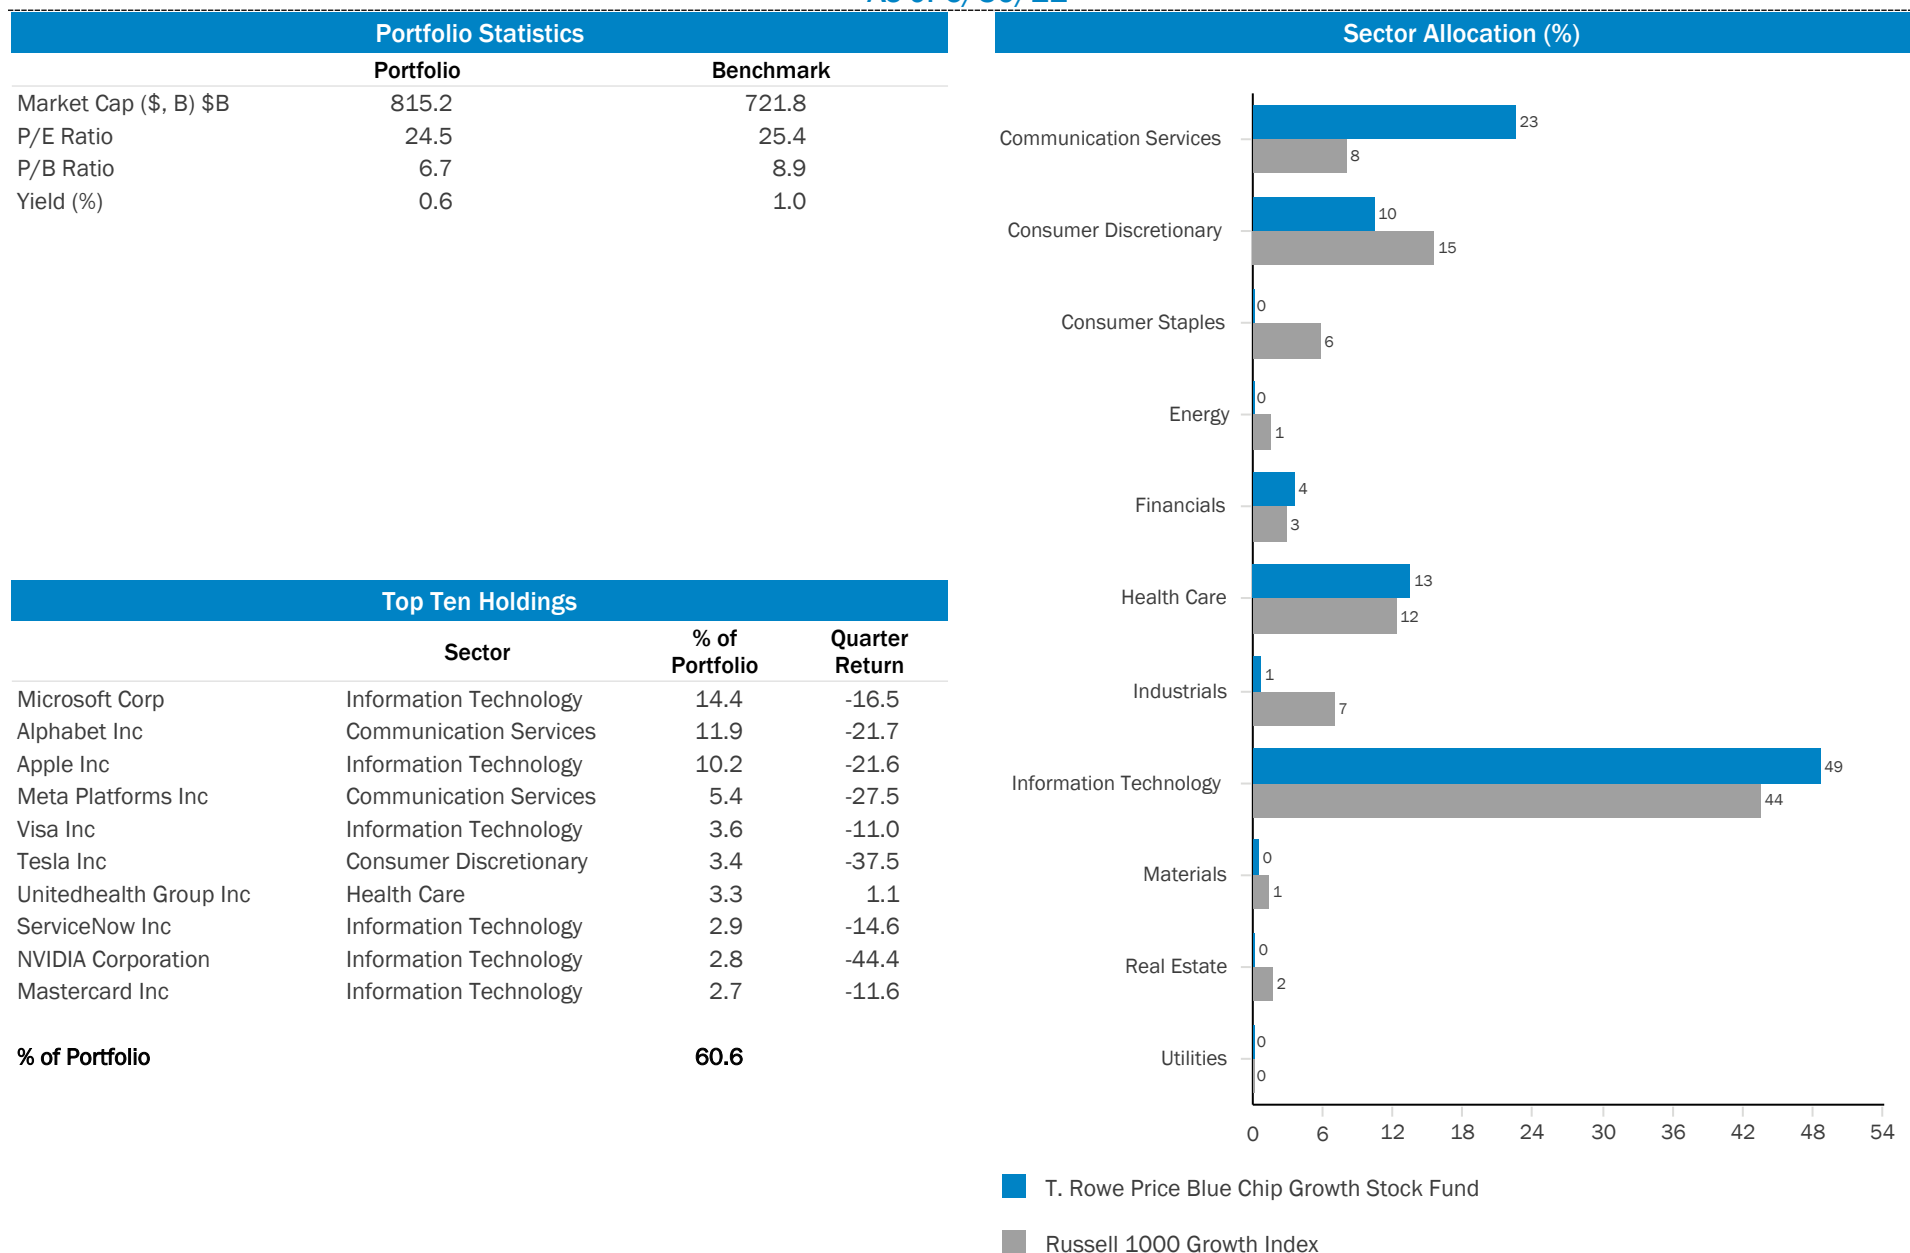 Portfolio Statistics
Portfolio Benchmark
Market Cap ($, B) $B 815.2 721.8
P/E Ratio 24.5 25.4
P/B Ratio 6.7 8.9
Yield (%) 0.6 1.0
Top Ten Holdings
Sector % of Portfolio Quarter Return
Microsoft Corp Information Technology 14.4 -16.5
Alphabet Inc Communication Services 11.9 -21.7
Apple Inc Information Technology 10.2 -21.6
Meta Platforms Inc Communication Services 5.4 -27.5
Visa Inc Information Technology 3.6 -11.0
Tesla Inc Consumer Discretionary 3.4 -37.5
Unitedhealth Group Inc Health Care 3.3 1.1
ServiceNow Inc Information Technology 2.9 -14.6
NVIDIA Corporation Information Technology 2.8 -44.4
Mastercard Inc Information Technology 2.7 -11.6
% of Portfolio 60.6
Sector Allocation (%)
Communication Services 23 8
Consumer Discretionary 10 15
Consumer Staples 0 6
Energy 0 1
Financials 4 3
Health Care 13 12
Industrials 1 7
Information Technology 49 44
Materials 0 1
Real Estate 0 2
Utilities 0 0
0 6 12 18 24 30 36 42 48 54
T. Rowe Price Blue Chip Growth Stock Fund
Russell 1000 Growth Index